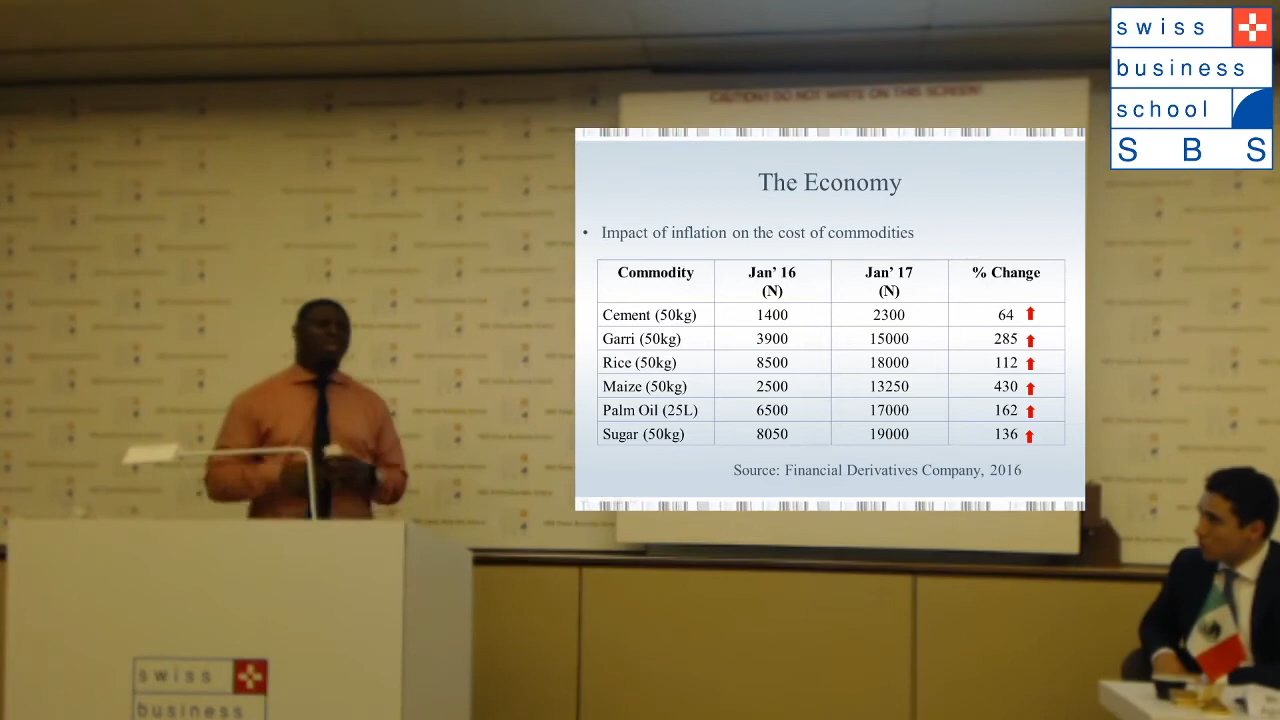 CAUTION! DO NOT WRITE ON THIS SCREEN!
swiss
business
school
S B S
The Economy
• Impact of inflation on the cost of commodities
Commodity Jan’ 16 (N) Jan’ 17 (N) % Change
Cement (50kg) 1400 2300 64
Garri (50kg) 3900 15000 285
Rice (50kg) 8500 18000 112
Maize (50kg) 2500 13250 430
Palm Oil (25L) 6500 17000 162
Sugar (50kg) 8050 19000 136
Source: Financial Derivatives Company, 2016
swiss
business